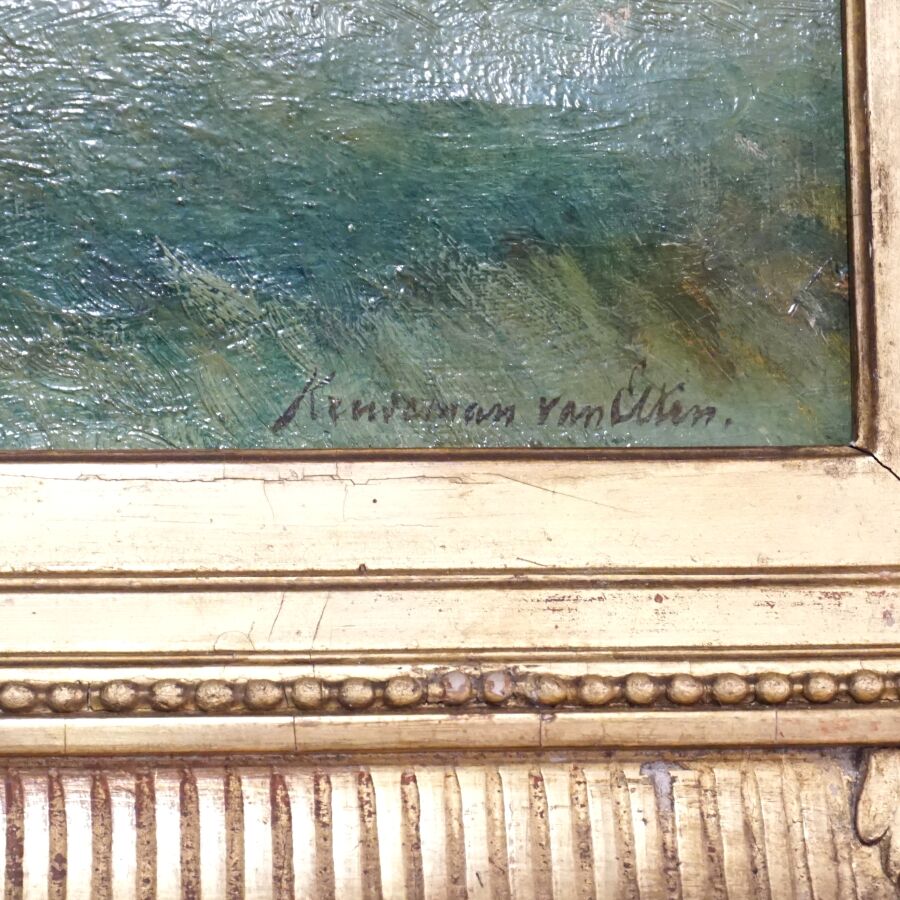 Kruseman van Elten.